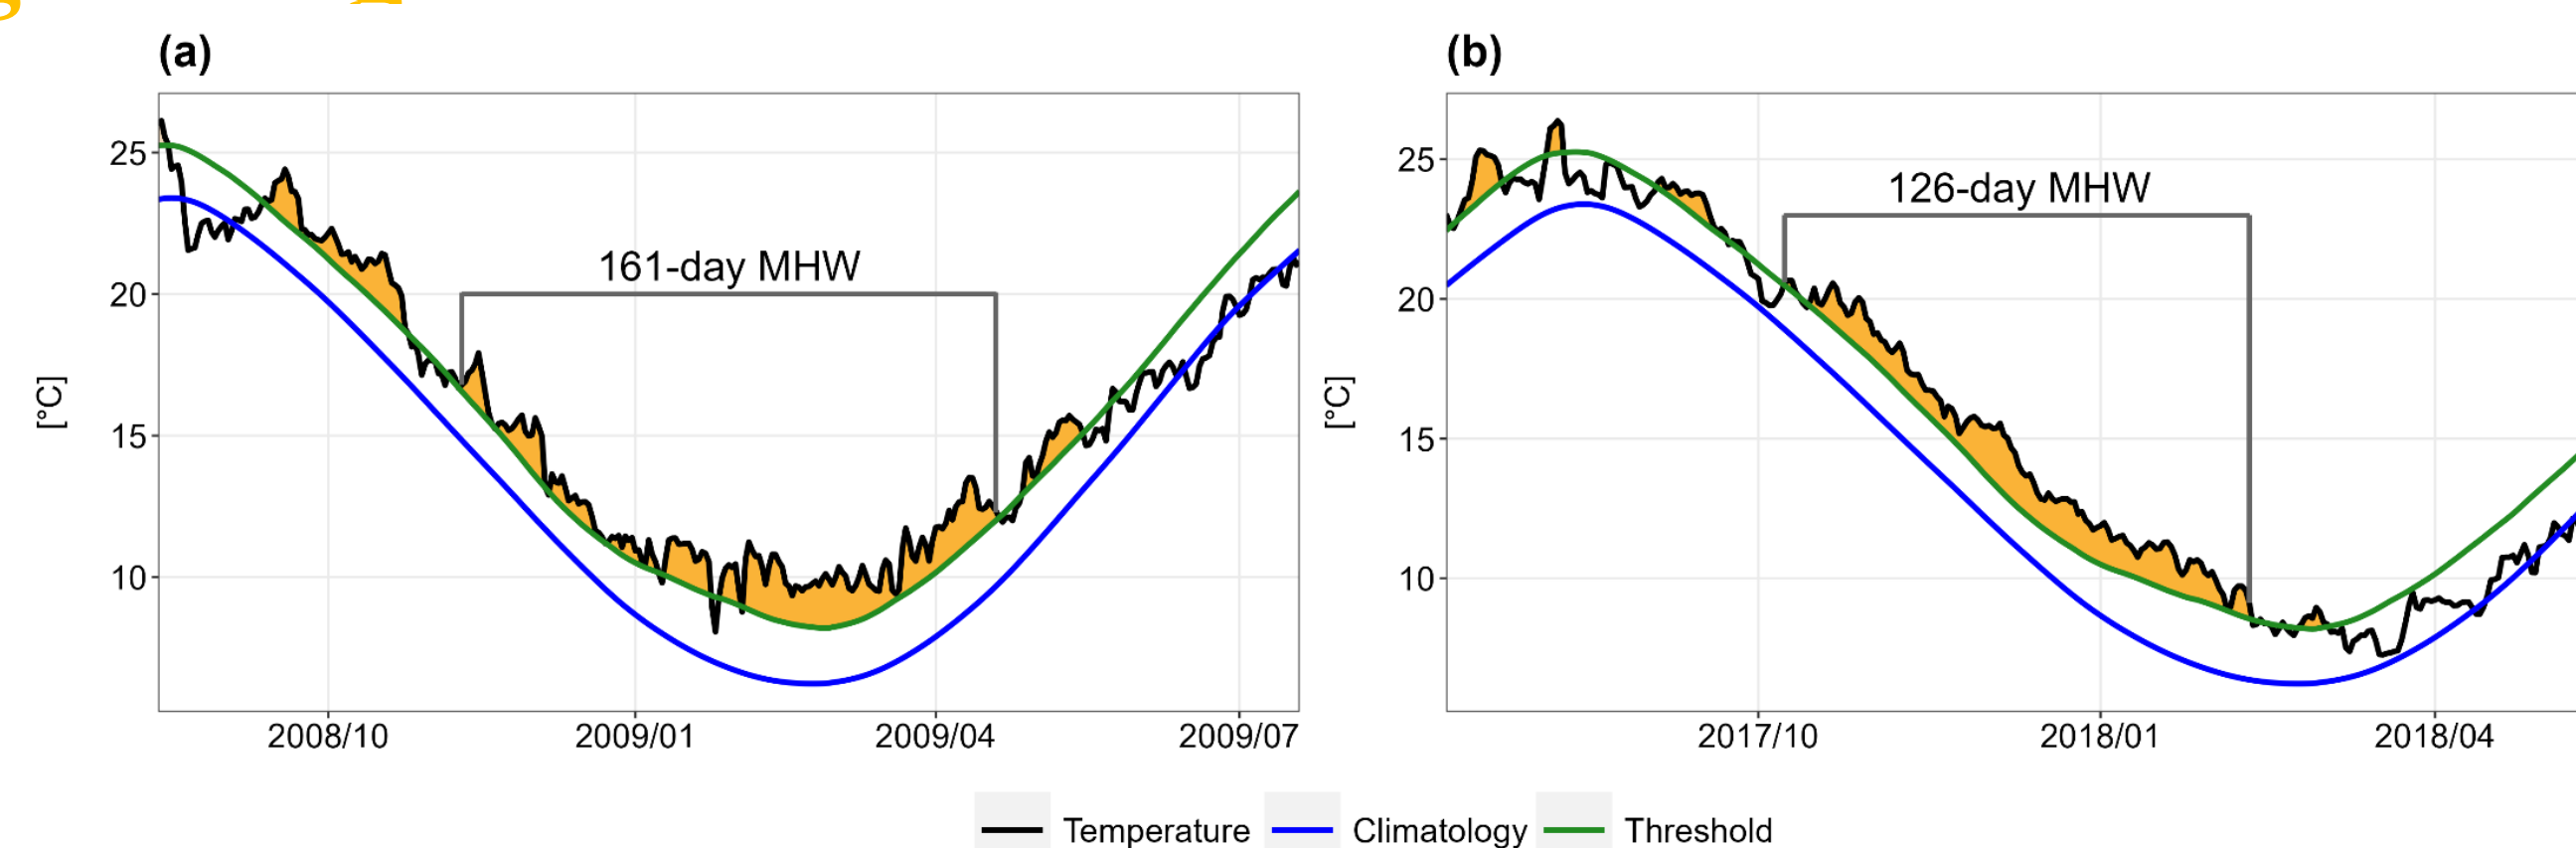 (a)
25
20
15
10
[°C]
161-day MHW
2008/10 2009/01 2009/04 2009/07
(b)
25
20
15
10
[°C]
126-day MHW
2017/10 2018/01 2018/04
Temperature Climatology Threshold